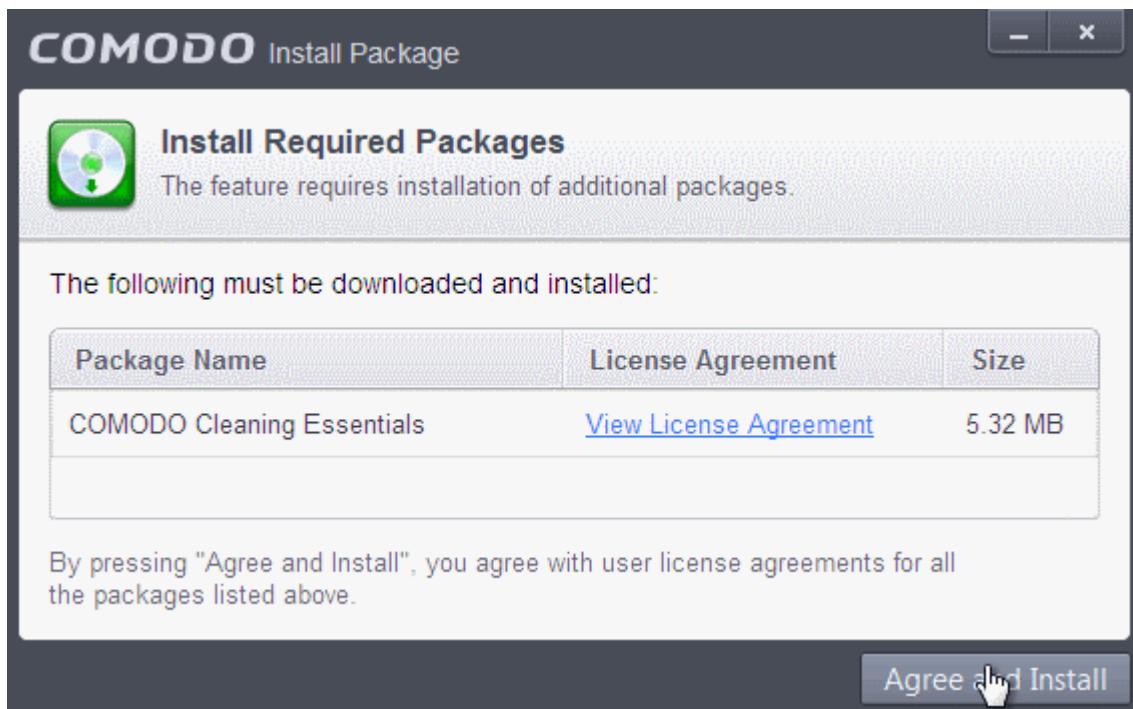 COMODO Install Package
Install Required Packages
The feature requires installation of additional packages.
The following must be downloaded and installed:
Package Name License Agreement Size
COMODO Cleaning Essentials View License Agreement 5.32 MB
By pressing "Agree and Install", you agree with user license agreements for all
the packages listed above.
Agree and Install